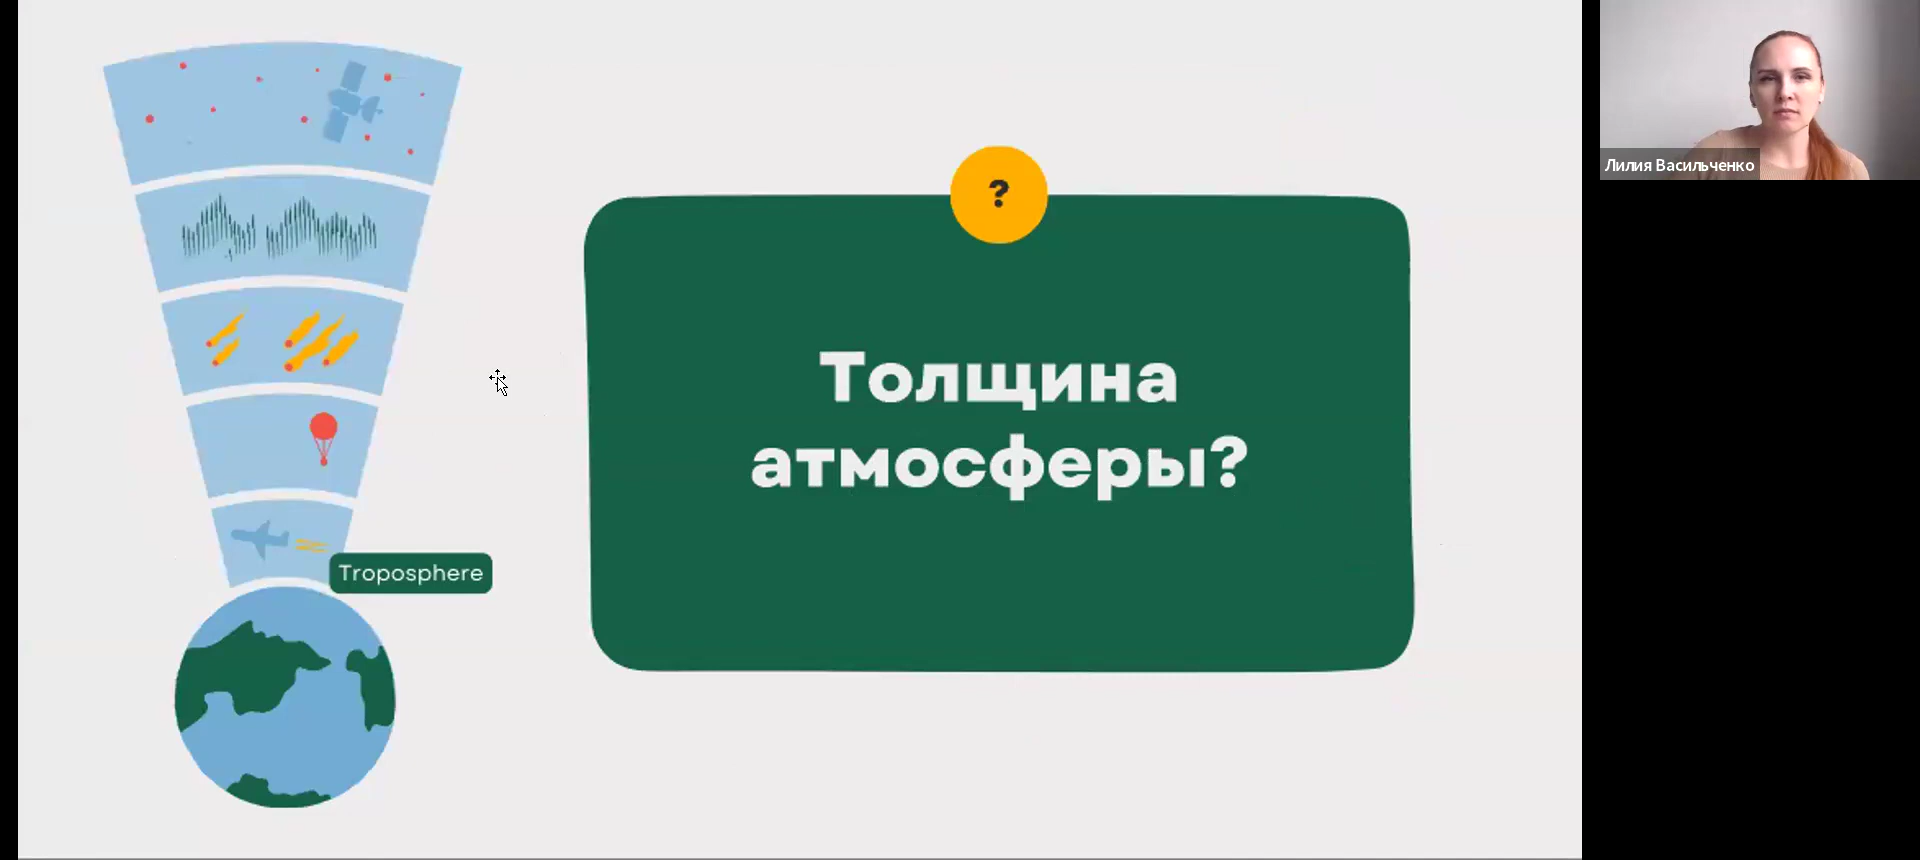 ?
Толщина
атмосферы?
Troposphere
Лилия Васильченко